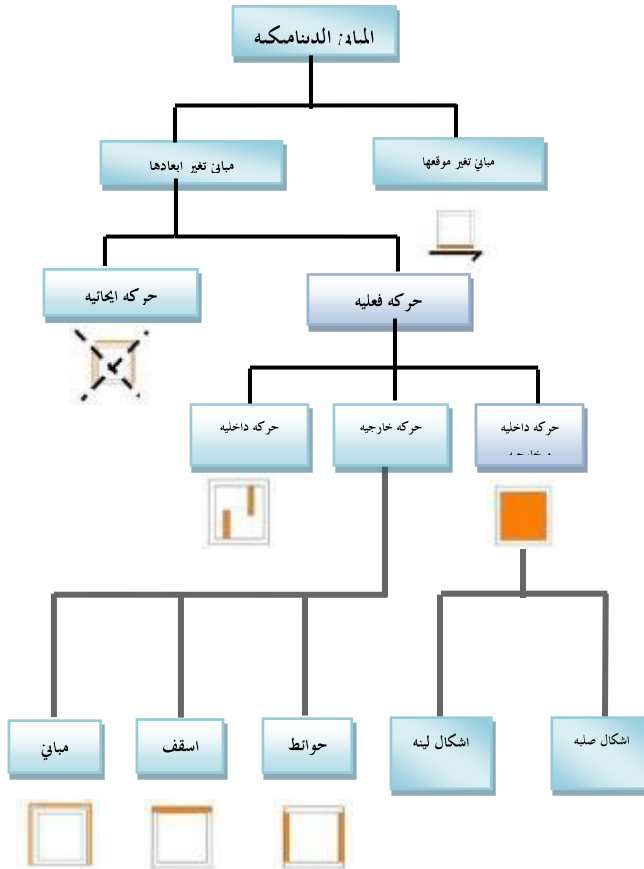 المباني الديناميكيه
مباني تغير موقعها
مباني تغير ابعادها
حركه فعليه
حركه ايحائيه
حركه داخليه
و خارجيه
حركه خارجيه
حركه داخليه
اشكال صلبه
اشكال لينه
حوائط
اسقف
مباني